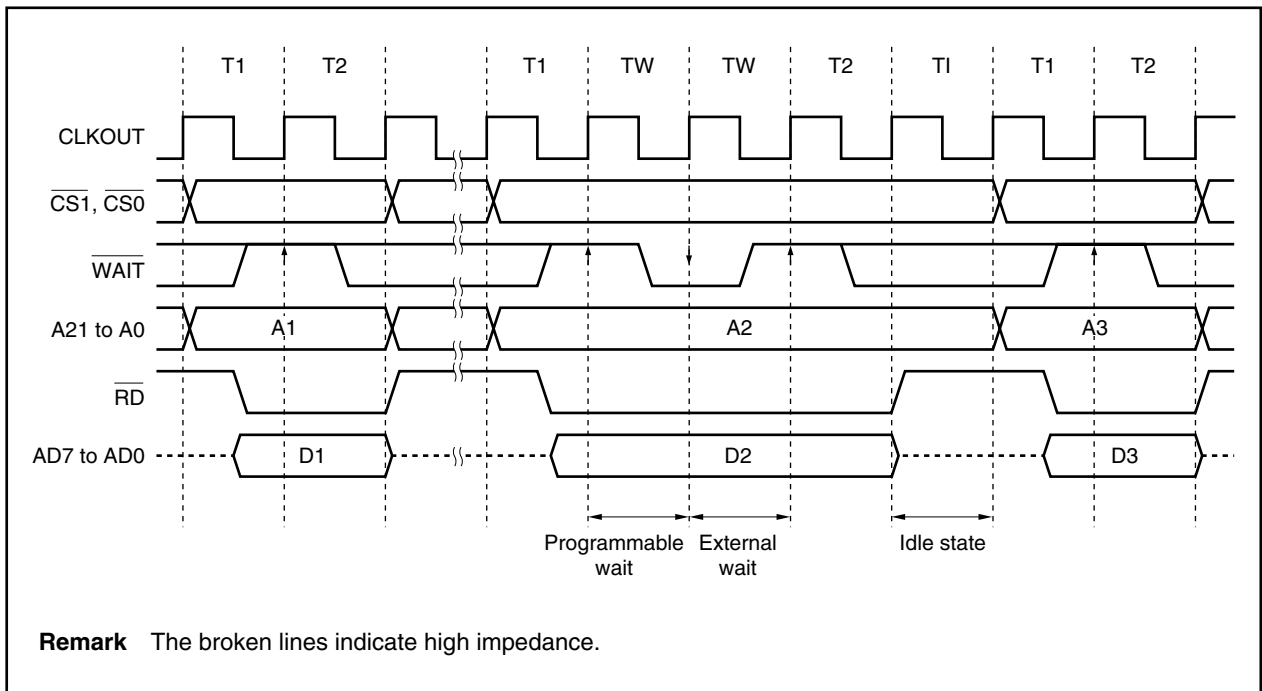 T1 T2 T1 TW TW T2 TI T1 T2
CLKOUT
CS1, CS0
WAIT
A21 to A0 A1 A2 A3
RD
AD7 to AD0 D1 D2 D3
Programmable wait
External wait
Idle state
Remark The broken lines indicate high impedance.